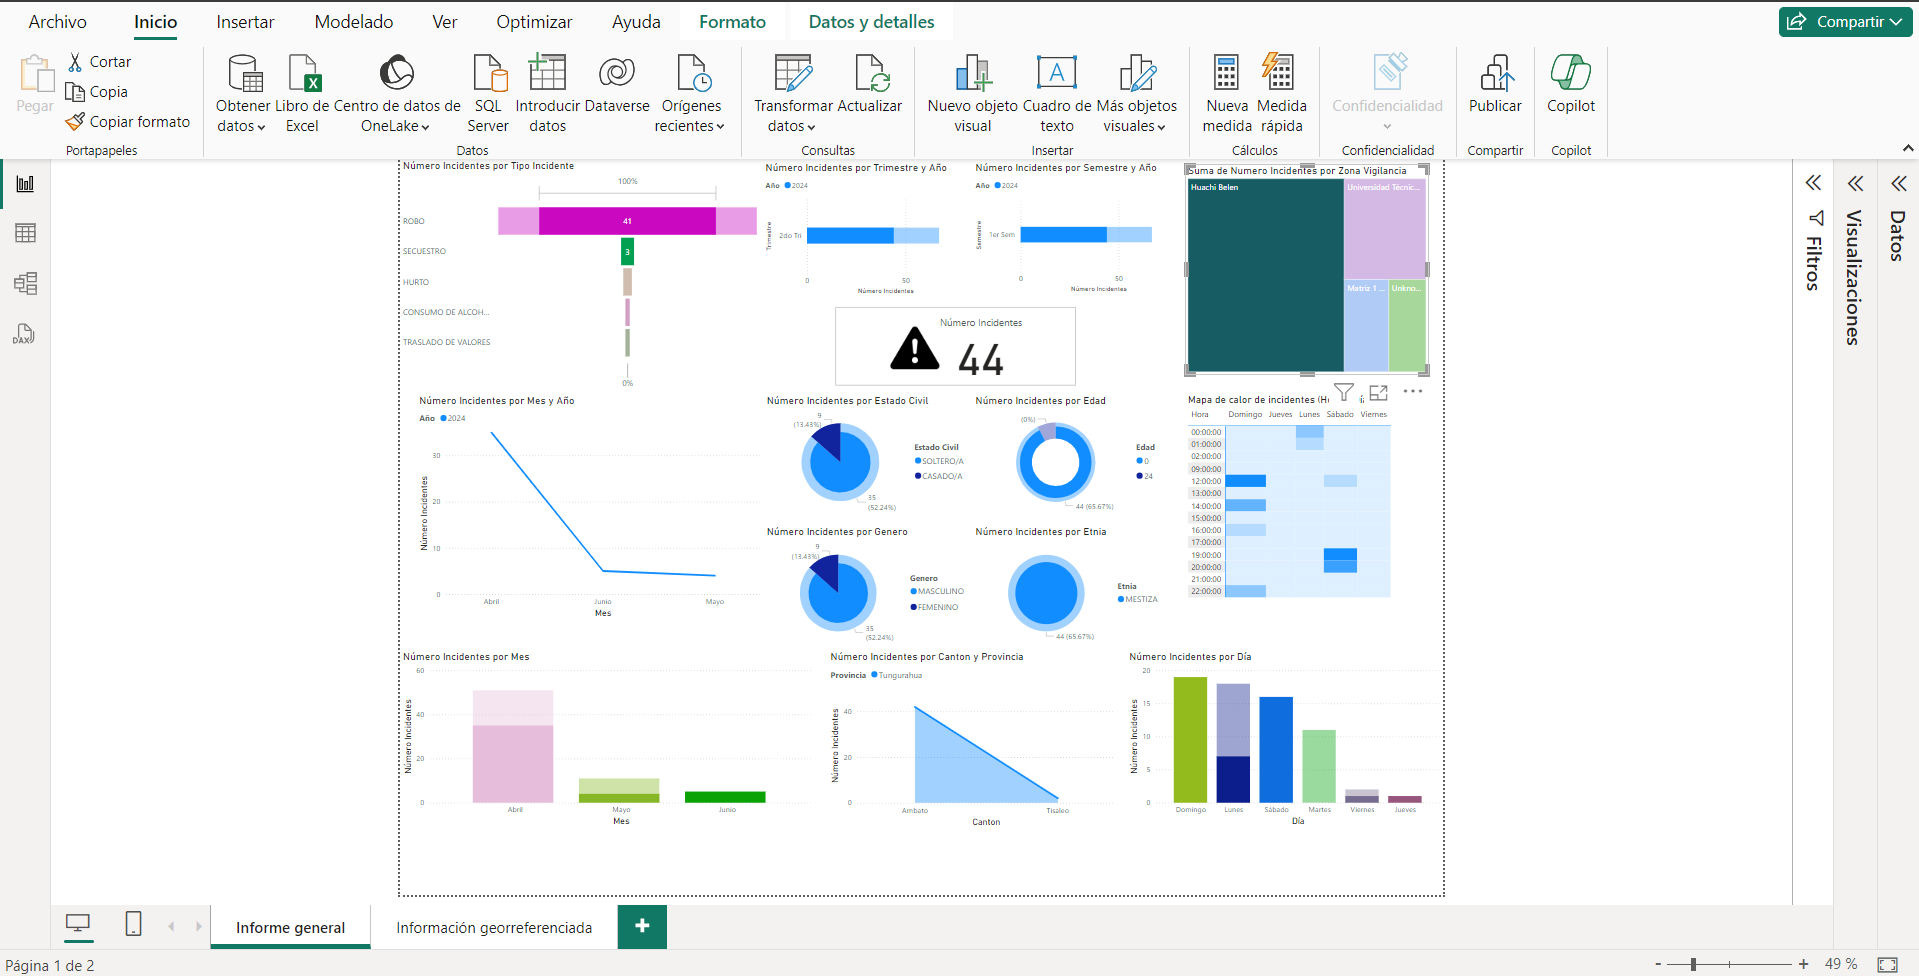 Archivo Inicio Insertar Modelado Ver Optimizar Ayuda Formato Datos y detalles Compartir
Pegar
Cortar
Copia
Copiar formato
Portapapeles
Obtener datos
Libro de Excel
Centro de datos de OneLake
SQL Server
Introducir datos
Dataverse
Orígenes recientes
Datos
Transformar datos
Actualizar
Consultas
Nuevo objeto visual
Cuadro de texto
Más objetos visuales
Insertar
Nueva medida
Medida rápida
Cálculos
Confidencialidad
Confidencialidad
Publicar
Compartir
Copilot
Copilot
DAX
Número Incidentes por Tipo Incidente
100%
ROBO
41
SECUESTRO
3
HURTO
CONSUMO DE ALCOH...
TRASLADO DE VALORES
0%
Número Incidentes por Trimestre y Año
Año 2024
Trimestre
2do Tri
0 50
Número Incidentes
Número Incidentes por Semestre y Año
Año 2024
Semestre
1er Sem
0 50
Número Incidentes
Suma de Numero Incidentes por Zona Vigilancia
Huachi Belen
Universidad Técnic...
Matriz 1 ...
Unkno...
Número Incidentes
44
Número Incidentes por Mes y Año
Año 2024
Número Incidentes
30
20
10
0
Abril Junio Mayo
Mes
Número Incidentes por Estado Civil
9
(13.43%)
Estado Civil
SOLTERO/A
CASADO/A
35
(52.24%)
Número Incidentes por Edad
(0%)
Edad
0
24
44 (65.67%)
Mapa de calor de incidentes (H
Hora Domingo Jueves Lunes Sábado Viernes
00:00:00
01:00:00
02:00:00
09:00:00
12:00:00
13:00:00
14:00:00
15:00:00
16:00:00
17:00:00
19:00:00
20:00:00
21:00:00
22:00:00
Número Incidentes por Genero
9
(13.43%)
Genero
MASCULINO
FEMENINO
35
(52.24%)
Número Incidentes por Etnia
Etnia
MESTIZA
44 (65.67%)
Número Incidentes por Mes
Número Incidentes
60
40
20
0
Abril Mayo Junio
Mes
Número Incidentes por Canton y Provincia
Provincia Tungurahua
Número Incidentes
40
20
0
Ambato Tisaleo
Canton
Número Incidentes por Día
Número Incidentes
20
15
10
5
0
Domingo Lunes Sábado Martes Viernes Jueves
Día
Filtros
Visualizaciones
Datos
Informe general
Información georreferenciada
+
Página 1 de 2
- + 49 %